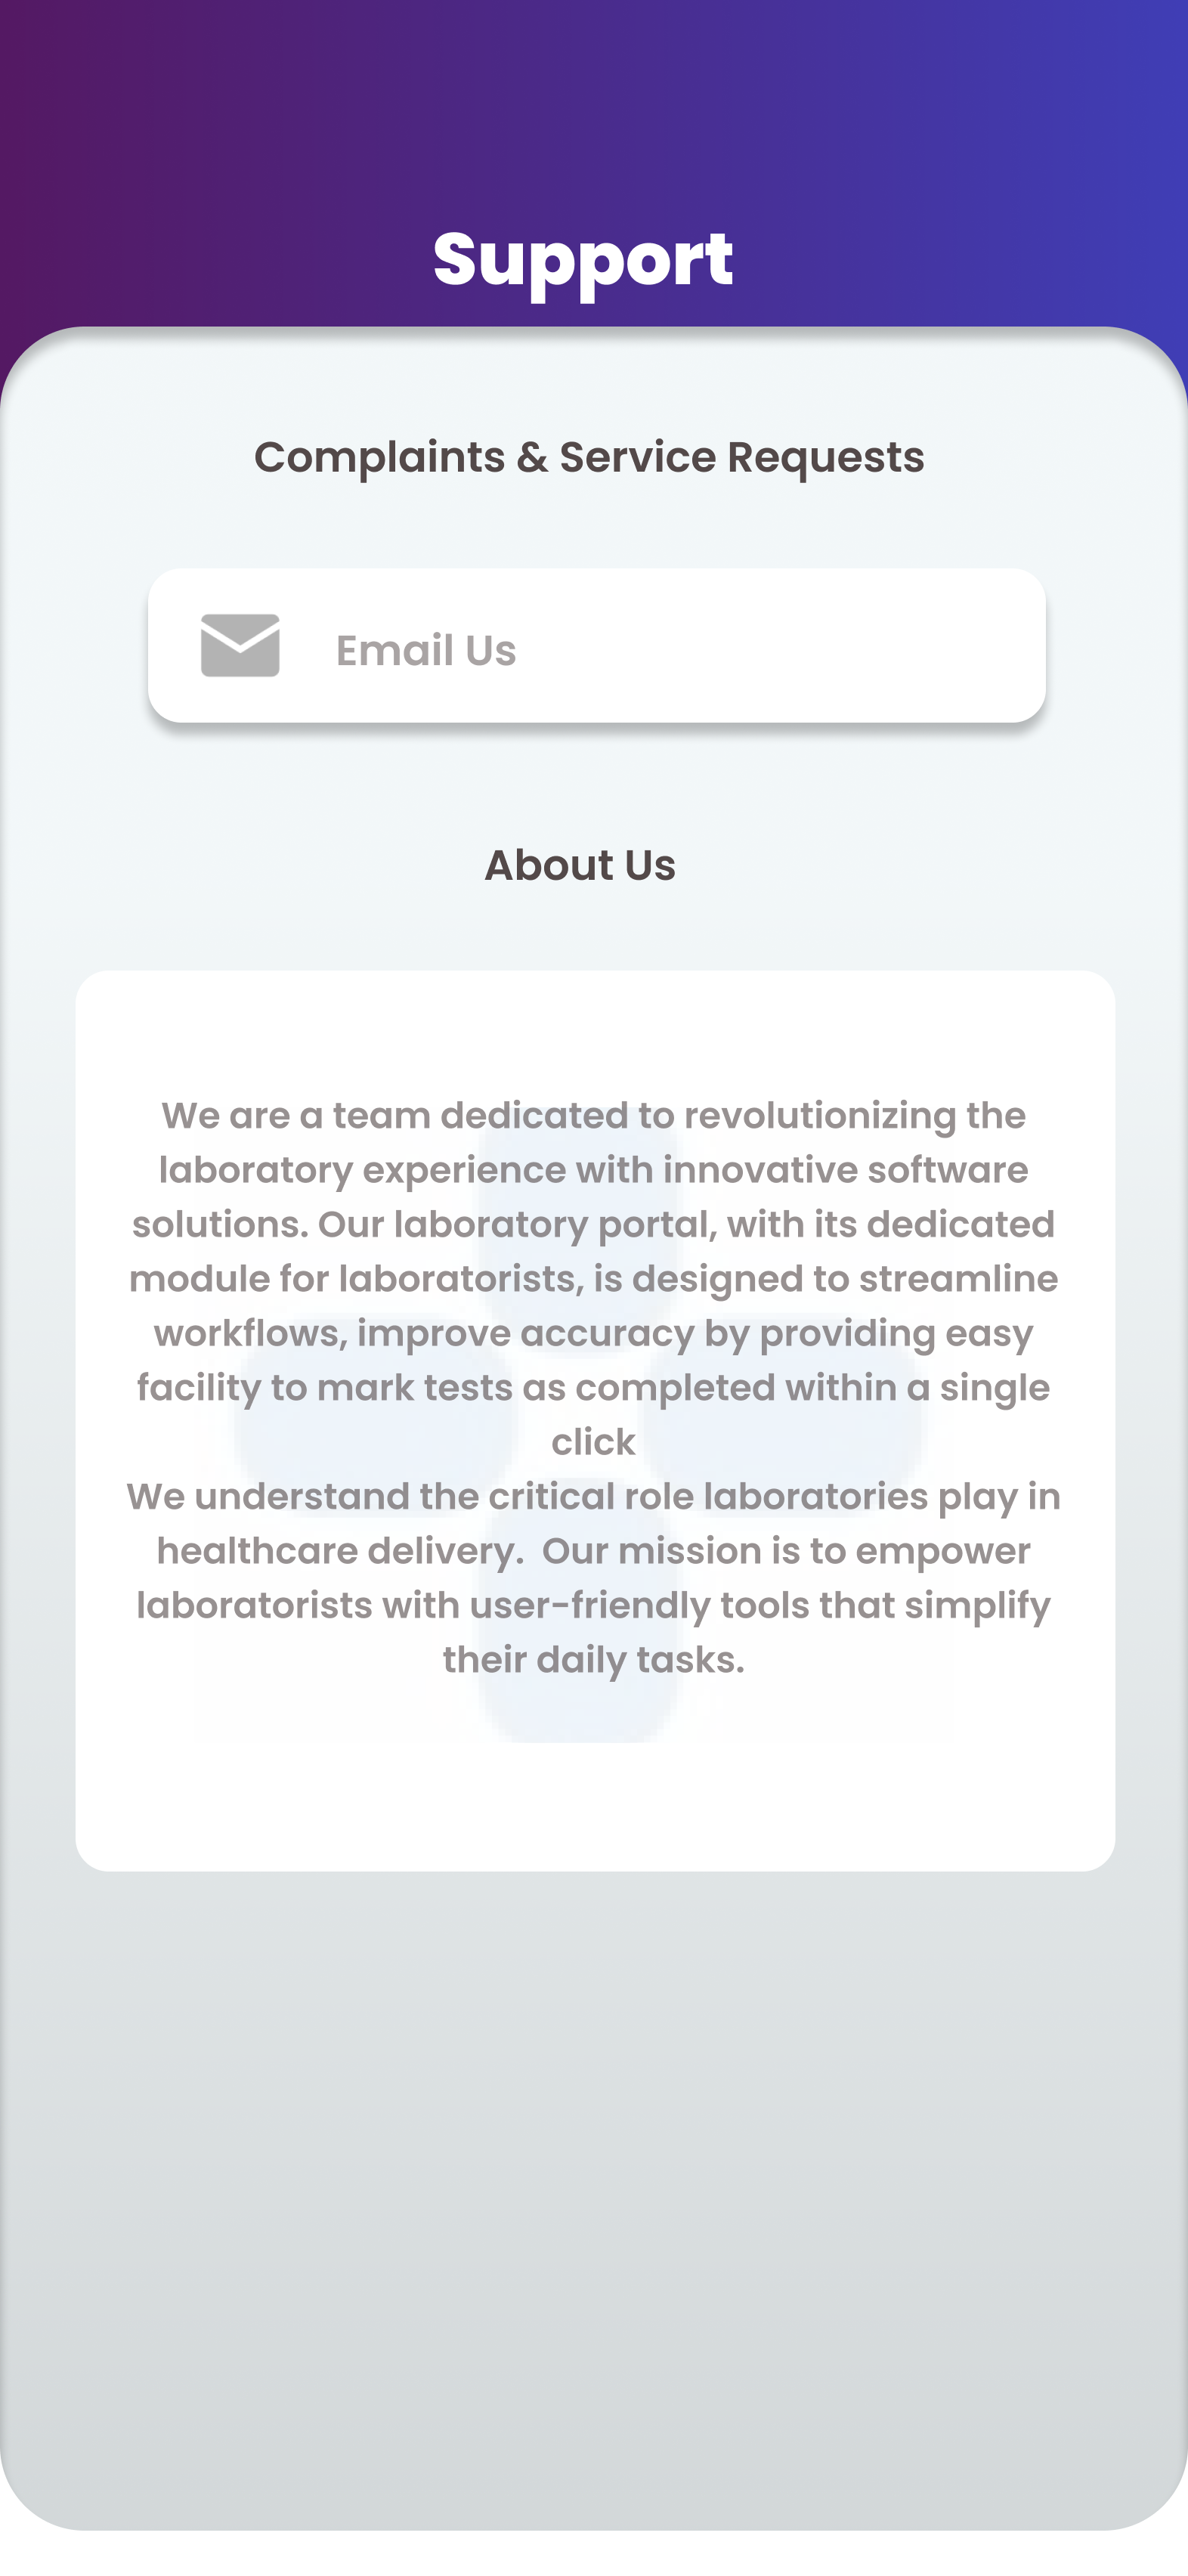 Support
Complaints & Service Requests
Email Us
About Us
We are a team dedicated to revolutionizing the
laboratory experience with innovative software
solutions. Our laboratory portal, with its dedicated
module for laboratorists, is designed to streamline
workflows, improve accuracy by providing easy
facility to mark tests as completed within a single
click
We understand the critical role laboratories play in
healthcare delivery.  Our mission is to empower
laboratorists with user-friendly tools that simplify
their daily tasks.